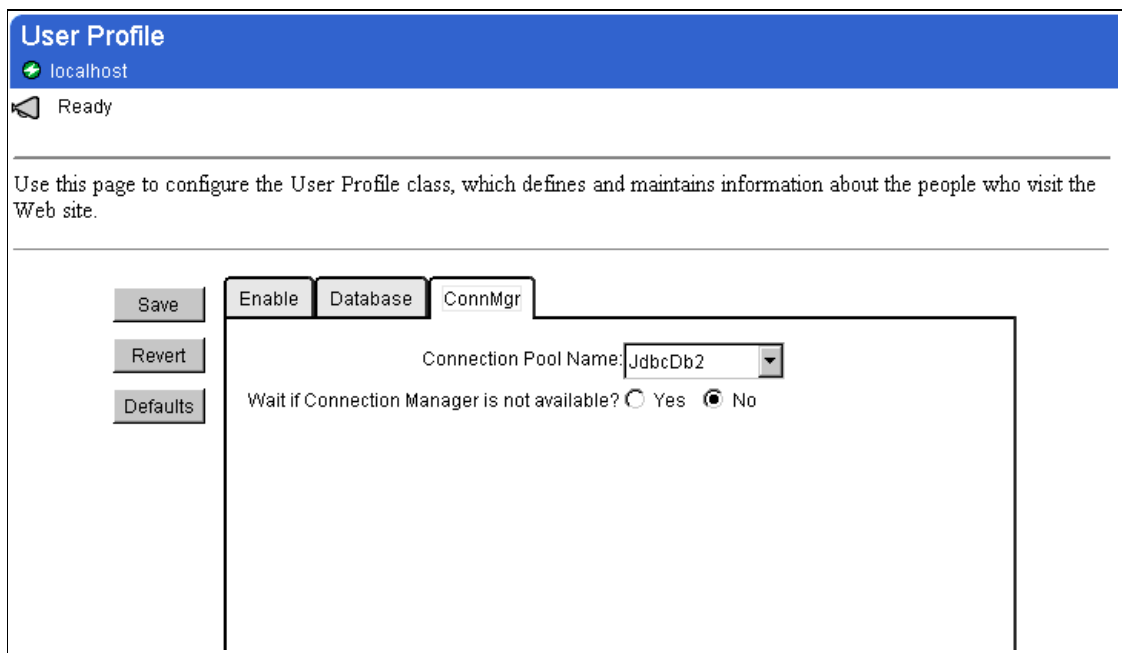 User Profile
localhost
Ready
Use this page to configure the User Profile class, which defines and maintains information about the people who visit the
Web site.
Save
Enable Database ConnMgr
Revert
Connection Pool Name: JdbcDb2
Defaults
Wait if Connection Manager is not available? Yes No